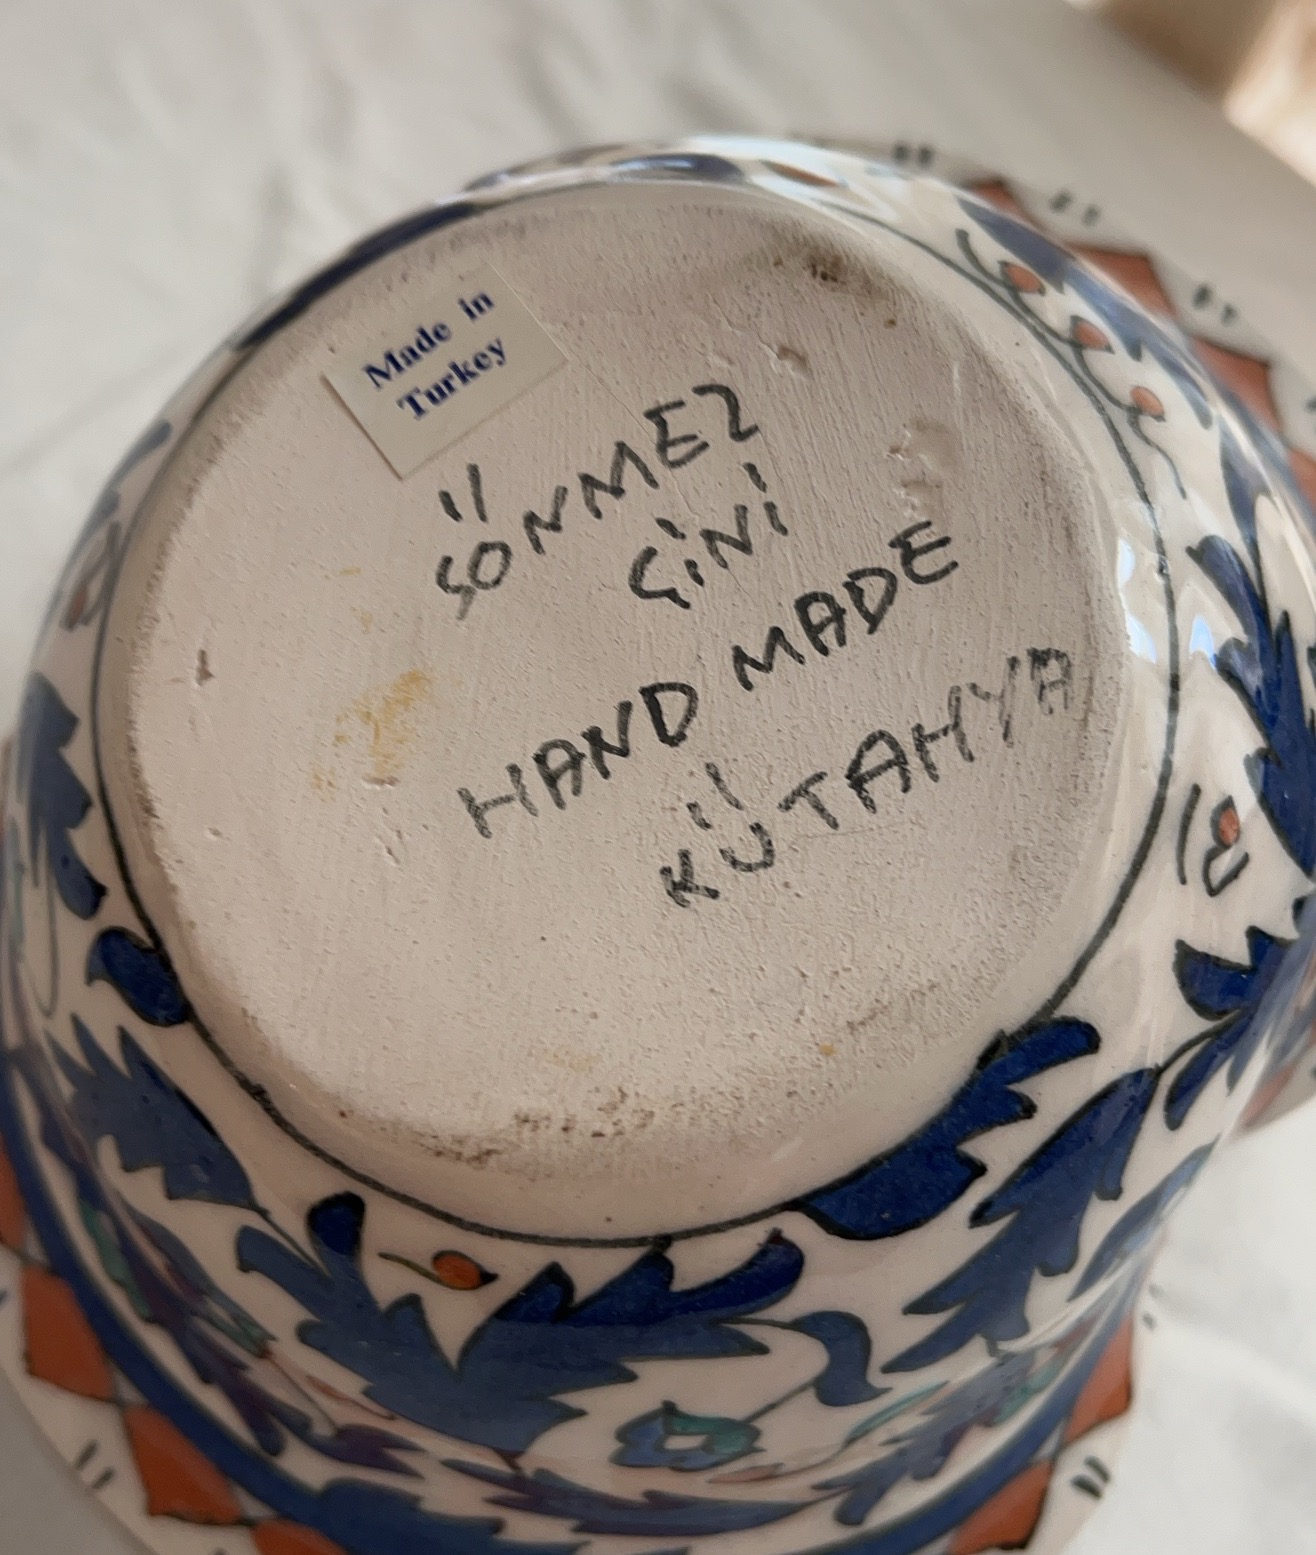 Made in
Turkey
SÖNMEZ
ÇİNİ
HAND MADE
KÜTAHYA